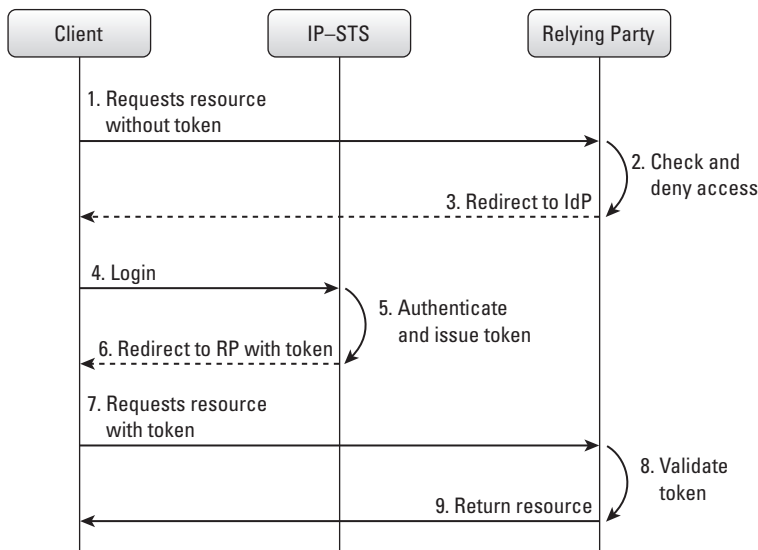 Client
IP–STS
Relying Party
1. Requests resource
without token
2. Check and
deny access
3. Redirect to IdP
4. Login
5. Authenticate
and issue token
6. Redirect to RP with token
7. Requests resource
with token
8. Validate
token
9. Return resource